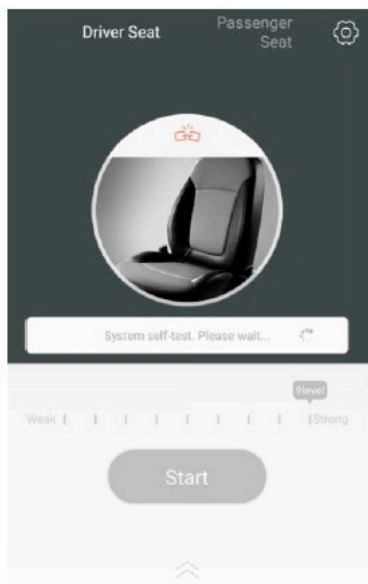 Driver Seat
Passenger
Seat
System self-test. Please wait...
9level
Weak
Strong
Start